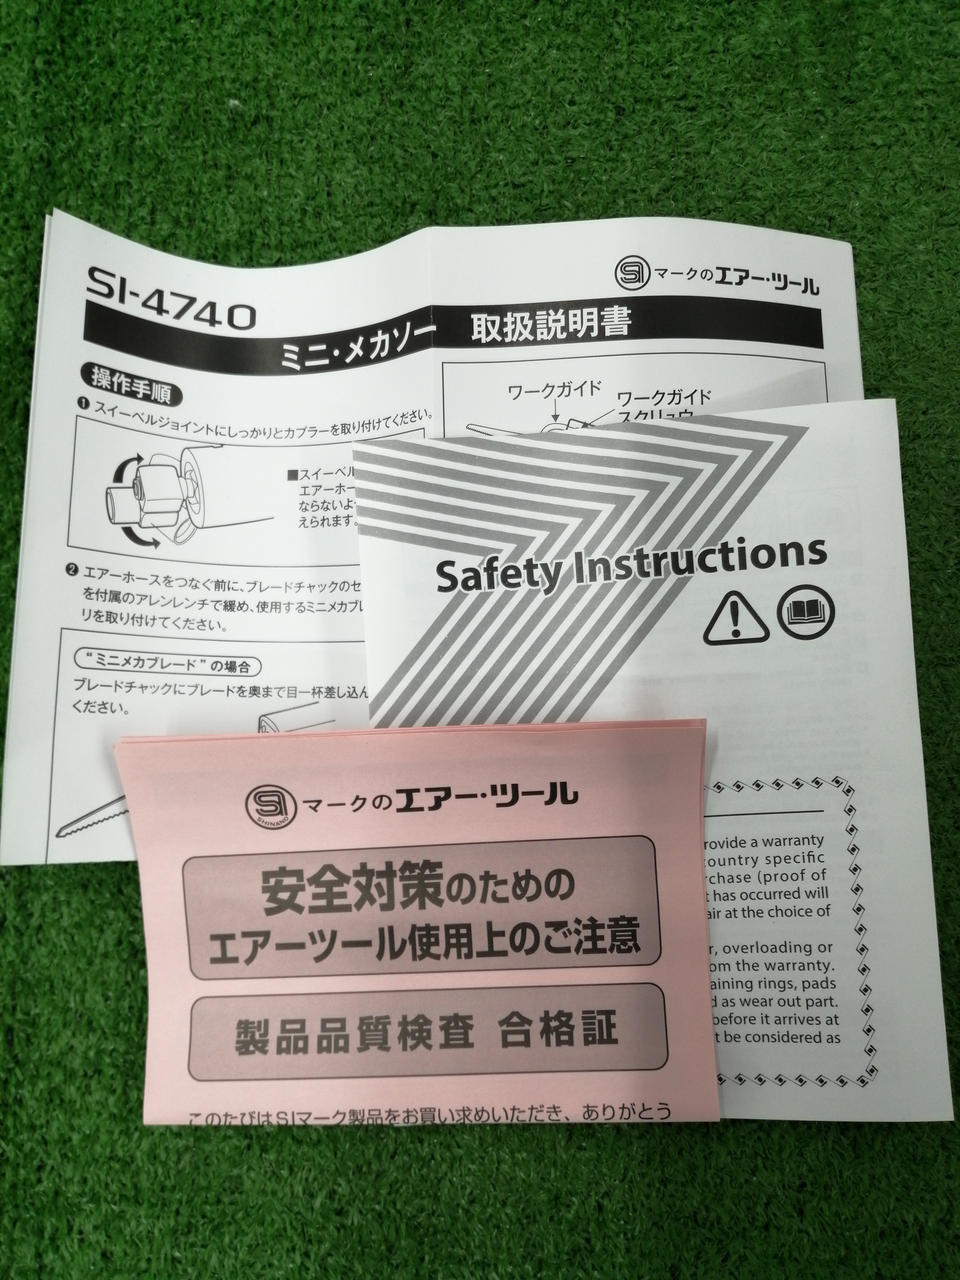 SI-4740
SI マークのエアー・ツール
ミニ・メカソー 取扱説明書
操作手順
❶ スイーベルジョイントにしっかりとカプラーを取り付けてください。
■スイーベル
エアーホー
ならないよ
えられます。
ワークガイド
ワークガイド
スクリュウ
❷ エアーホースをつなぐ前に、ブレードチャックのセ
を付属のアレンレンチで緩め、使用するミニメカブレ
リを取り付けてください。
"ミニメカブレード"の場合
ブレードチャックにブレードを奥まで目一杯差し込ん
ください。
Safety Instructions
rovide a warranty
country specific
rchase (proof of
t has occurred will
air at the choice of
r, overloading or
om the warranty.
aining rings, pads
d as wear out part.
before it arrives at
t be considered as
SI SHINANO マークのエアー・ツール
安全対策のための
エアーツール使用上のご注意
製品品質検査 合格証
このたびはSIマーク製品をお買い求めいただき、ありがとう